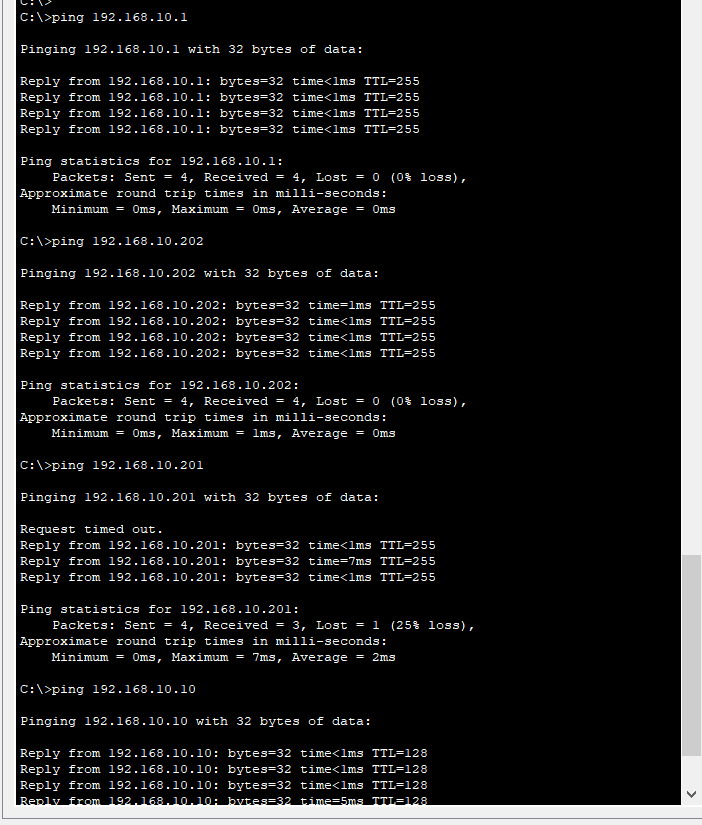 C:\>
C:\>ping 192.168.10.1
Pinging 192.168.10.1 with 32 bytes of data:
Reply from 192.168.10.1: bytes=32 time<1ms TTL=255
Reply from 192.168.10.1: bytes=32 time<1ms TTL=255
Reply from 192.168.10.1: bytes=32 time<1ms TTL=255
Reply from 192.168.10.1: bytes=32 time<1ms TTL=255
Ping statistics for 192.168.10.1:
Packets: Sent = 4, Received = 4, Lost = 0 (0% loss),
Approximate round trip times in milli-seconds:
Minimum = 0ms, Maximum = 0ms, Average = 0ms
C:\>ping 192.168.10.202
Pinging 192.168.10.202 with 32 bytes of data:
Reply from 192.168.10.202: bytes=32 time=1ms TTL=255
Reply from 192.168.10.202: bytes=32 time<1ms TTL=255
Reply from 192.168.10.202: bytes=32 time<1ms TTL=255
Reply from 192.168.10.202: bytes=32 time<1ms TTL=255
Ping statistics for 192.168.10.202:
Packets: Sent = 4, Received = 4, Lost = 0 (0% loss),
Approximate round trip times in milli-seconds:
Minimum = 0ms, Maximum = 1ms, Average = 0ms
C:\>ping 192.168.10.201
Pinging 192.168.10.201 with 32 bytes of data:
Request timed out.
Reply from 192.168.10.201: bytes=32 time<1ms TTL=255
Reply from 192.168.10.201: bytes=32 time=7ms TTL=255
Reply from 192.168.10.201: bytes=32 time<1ms TTL=255
Ping statistics for 192.168.10.201:
Packets: Sent = 4, Received = 3, Lost = 1 (25% loss),
Approximate round trip times in milli-seconds:
Minimum = 0ms, Maximum = 7ms, Average = 2ms
C:\>ping 192.168.10.10
Pinging 192.168.10.10 with 32 bytes of data:
Reply from 192.168.10.10: bytes=32 time<1ms TTL=128
Reply from 192.168.10.10: bytes=32 time<1ms TTL=128
Reply from 192.168.10.10: bytes=32 time<1ms TTL=128
Reply from 192.168.10.10: bytes=32 time=5ms TTL=128